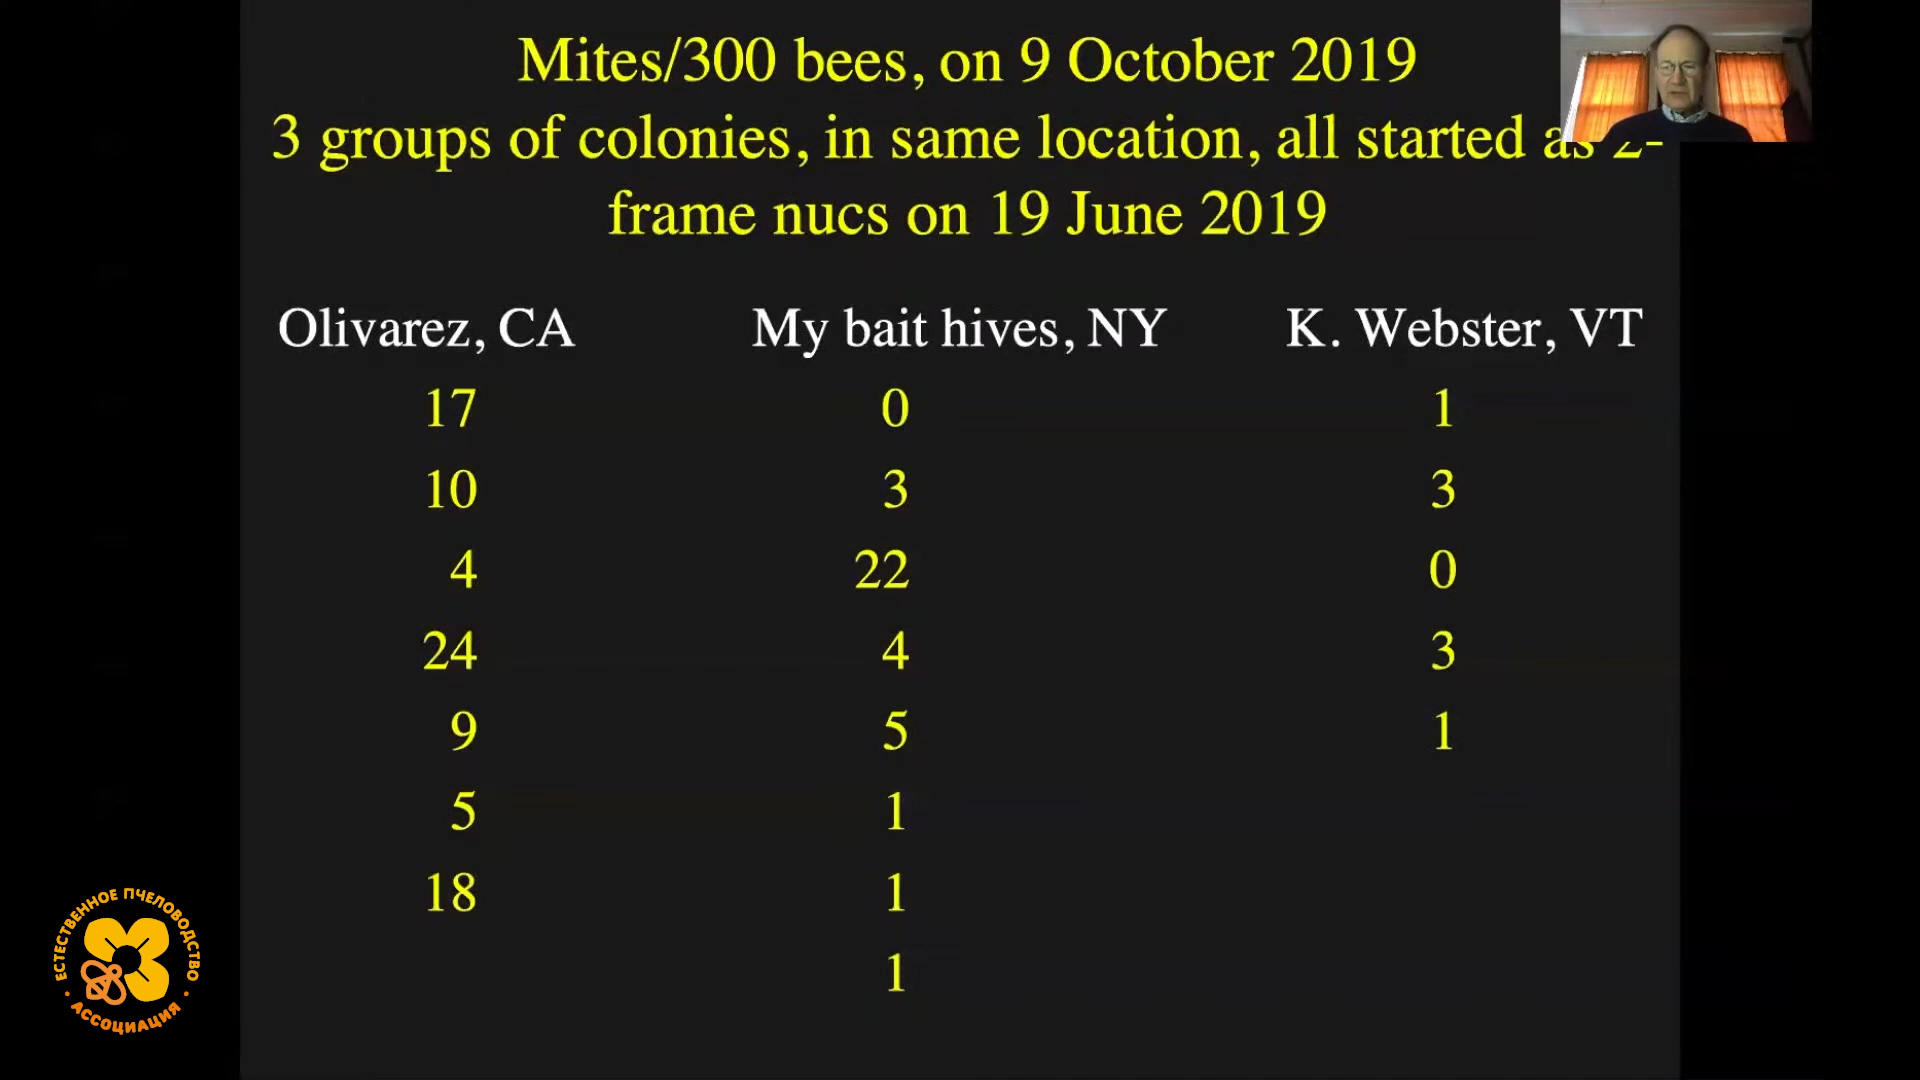 Mites/300 bees, on 9 October 2019
3 groups of colonies, in same location, all started as 2-
frame nucs on 19 June 2019
Olivarez, CA My bait hives, NY K. Webster, VT
17 0 1
10 3 3
4 22 0
24 4 3
9 5 1
5 1
18 1
1
ЕСТЕСТВЕННОЕ ПЧЕЛОВОДСТВО
· АССОЦИАЦИЯ ·